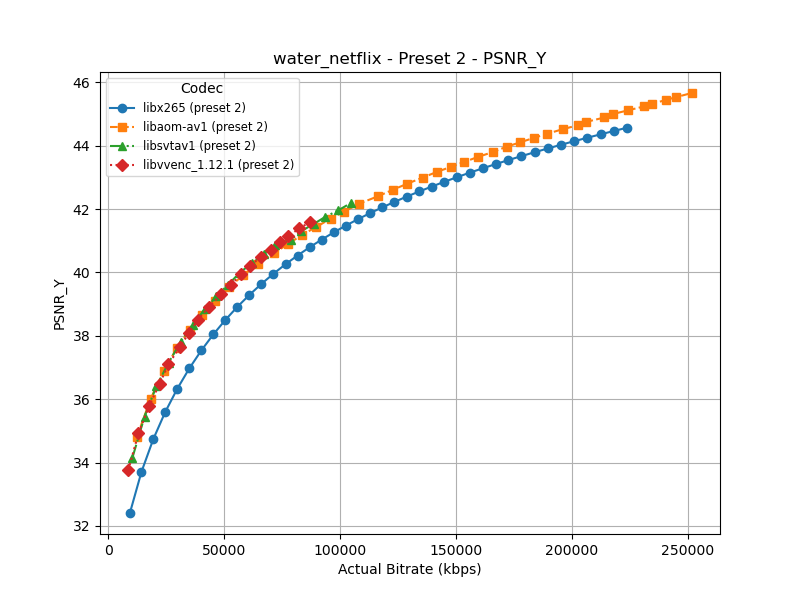 water_netflix - Preset 2 - PSNR_Y
Codec
libx265 (preset 2)
libaom-av1 (preset 2)
libsvtav1 (preset 2)
libvvenc_1.12.1 (preset 2)
46
44
42
40
38
36
34
32
PSNR_Y
0 50000 100000 150000 200000 250000
Actual Bitrate (kbps)